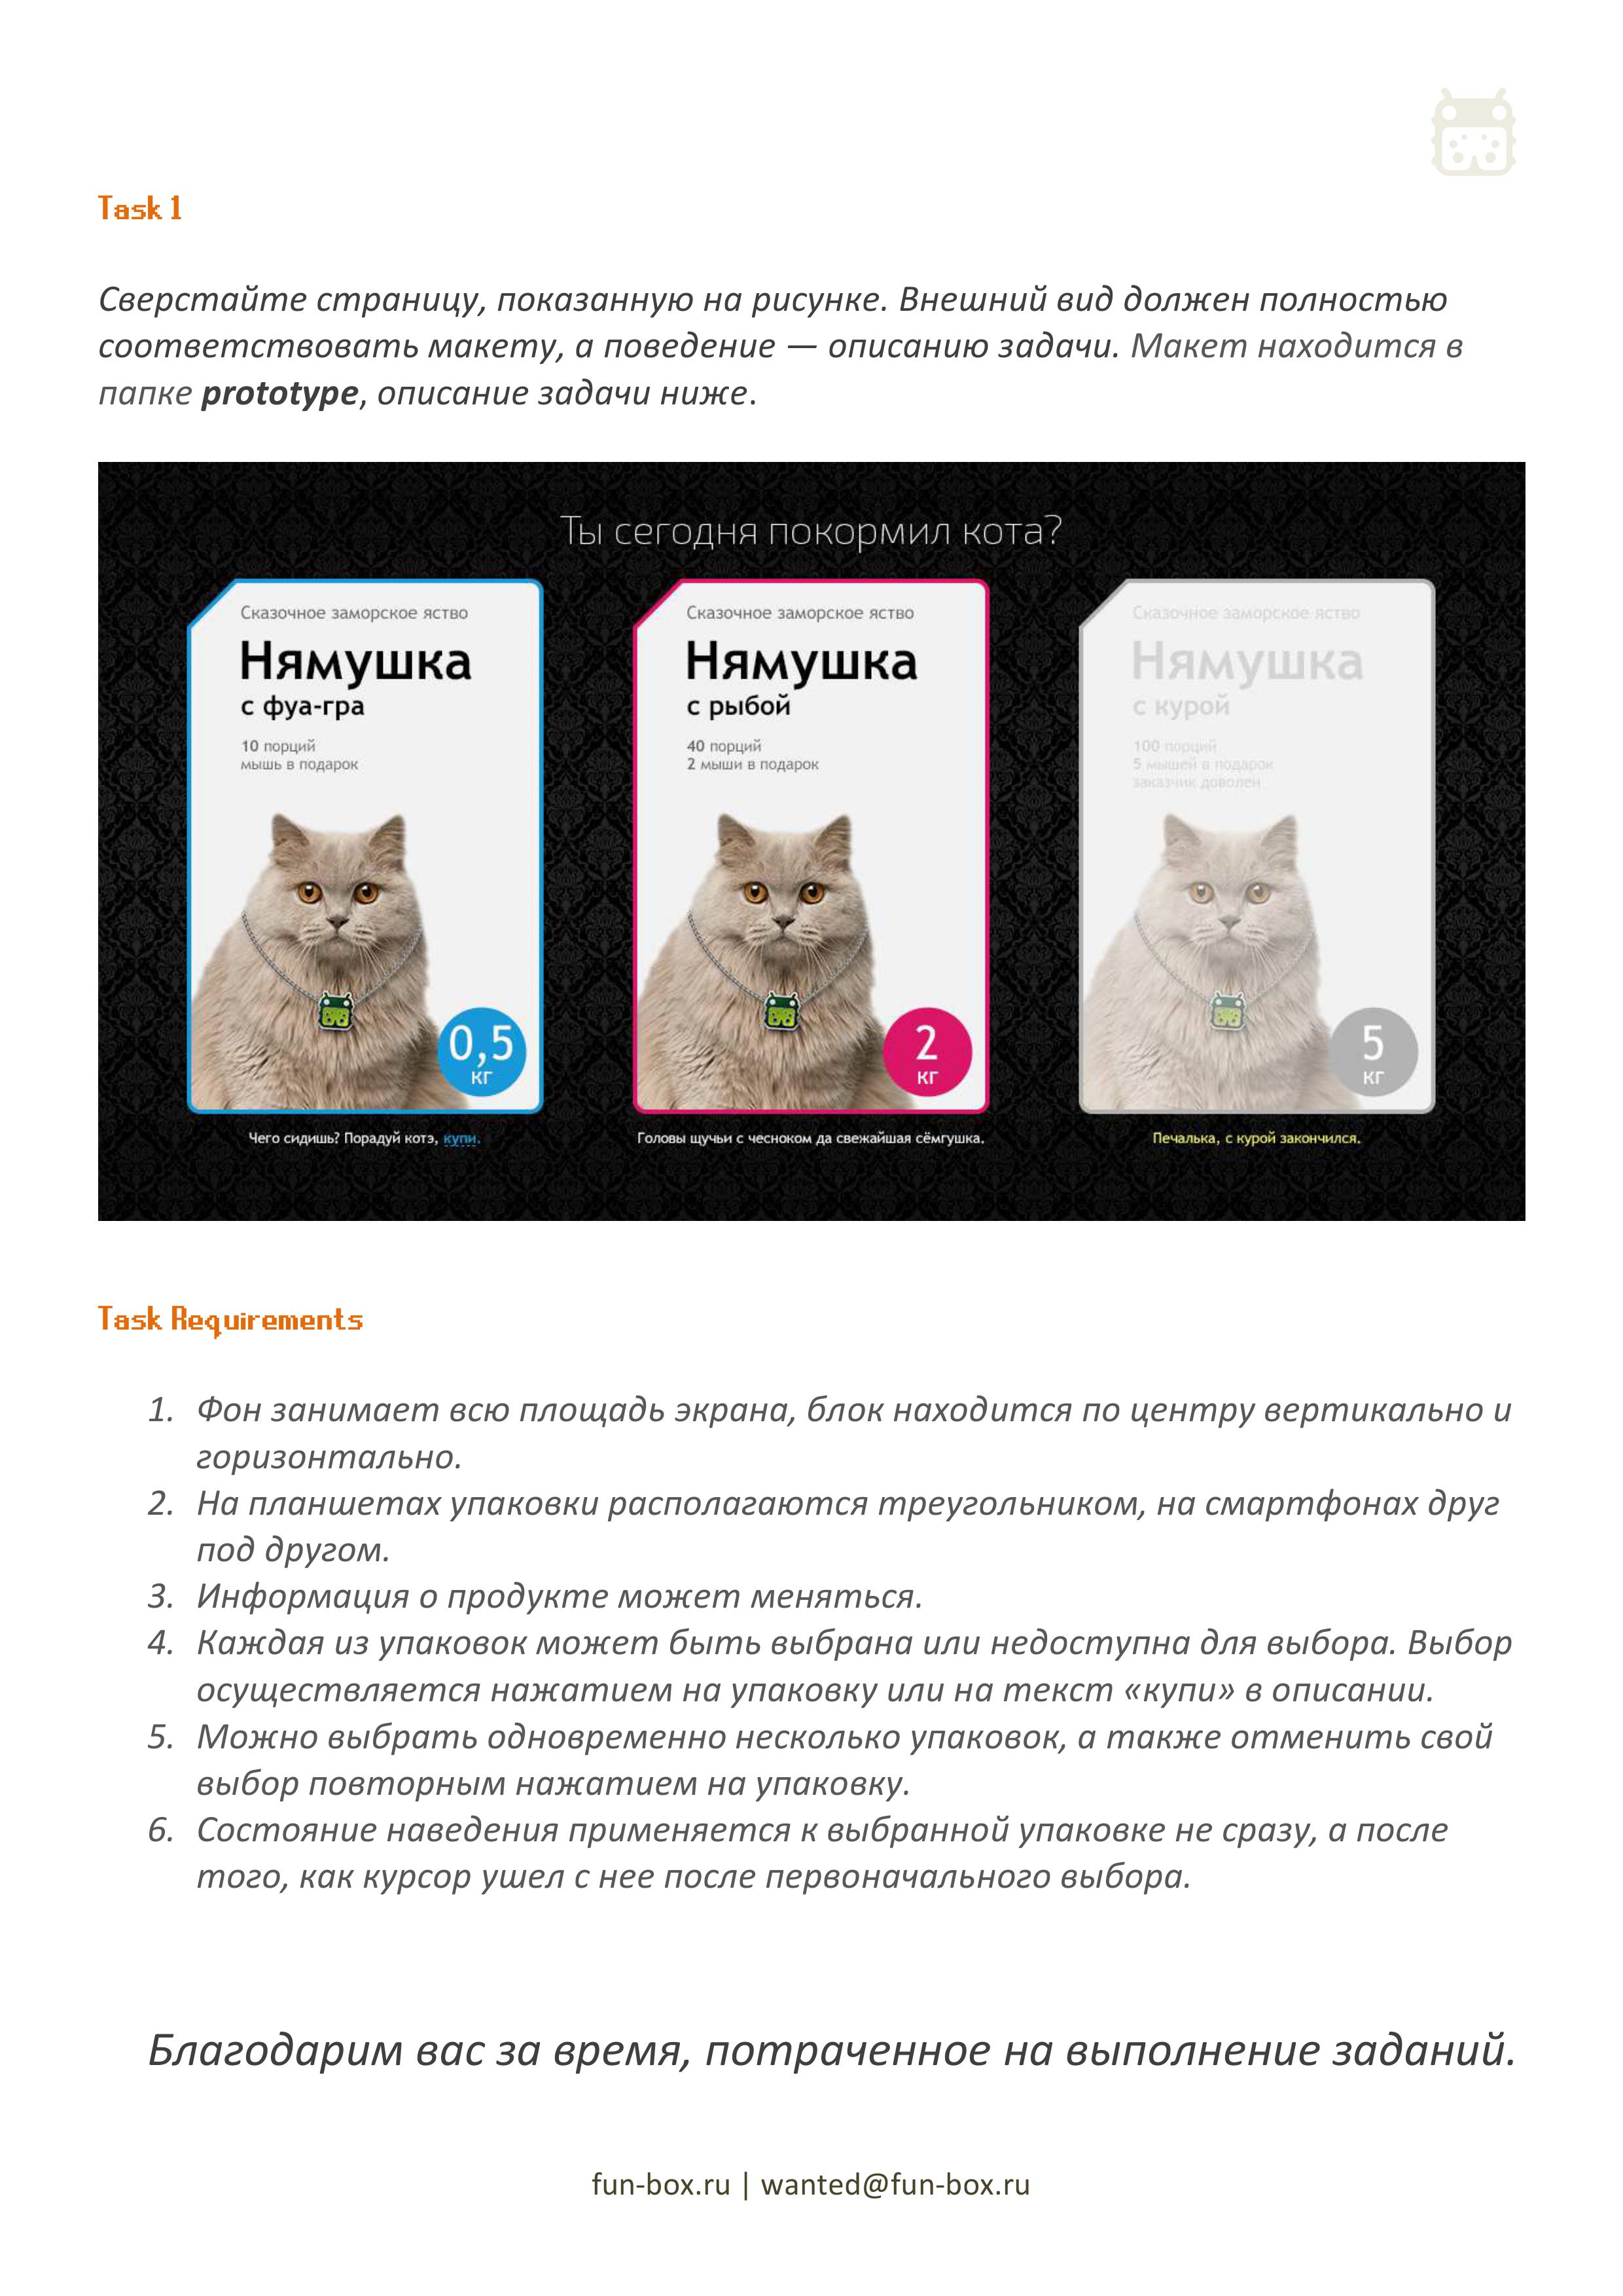 Task 1
Сверстайте страницу, показанную на рисунке. Внешний вид должен полностью
соответствовать макету, а поведение — описанию задачи. Макет находится в
папке prototype, описание задачи ниже.
Ты сегодня покормил кота?
Сказочное заморское яство
Нямушка
с фуа-гра
10 порций
мышь в подарок
0,5
кг
Чего сидишь? Порадуй котэ, купи.
Сказочное заморское яство
Нямушка
с рыбой
40 порций
2 мыши в подарок
2
кг
Головы щучьи с чесноком да свежайшая сёмгушка.
Сказочное заморское яство
Нямушка
с курой
100 порций
5 мышей в подарок
заказчик доволен
5
кг
Печалька, с курой закончился.
Task Requirements
1. Фон занимает всю площадь экрана, блок находится по центру вертикально и
горизонтально.
2. На планшетах упаковки располагаются треугольником, на смартфонах друг
под другом.
3. Информация о продукте может меняться.
4. Каждая из упаковок может быть выбрана или недоступна для выбора. Выбор
осуществляется нажатием на упаковку или на текст «купи» в описании.
5. Можно выбрать одновременно несколько упаковок, а также отменить свой
выбор повторным нажатием на упаковку.
6. Состояние наведения применяется к выбранной упаковке не сразу, а после
того, как курсор ушел с нее после первоначального выбора.
Благодарим вас за время, потраченное на выполнение заданий.
fun-box.ru | wanted@fun-box.ru